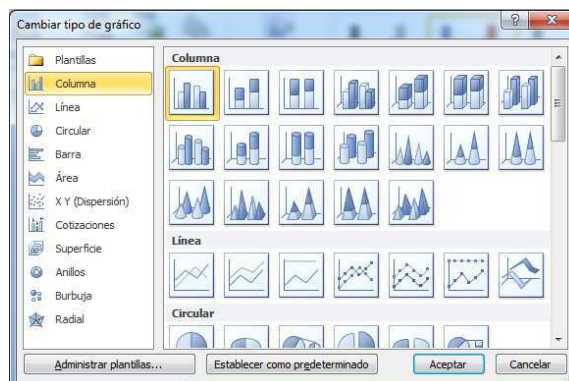 Cambiar tipo de gráfico
Plantillas
Columna
Línea
Circular
Barra
Área
X Y (Dispersión)
Cotizaciones
Superficie
Anillos
Burbuja
Radial
Columna
Línea
Circular
Administrar plantillas...
Establecer como predeterminado
Aceptar
Cancelar